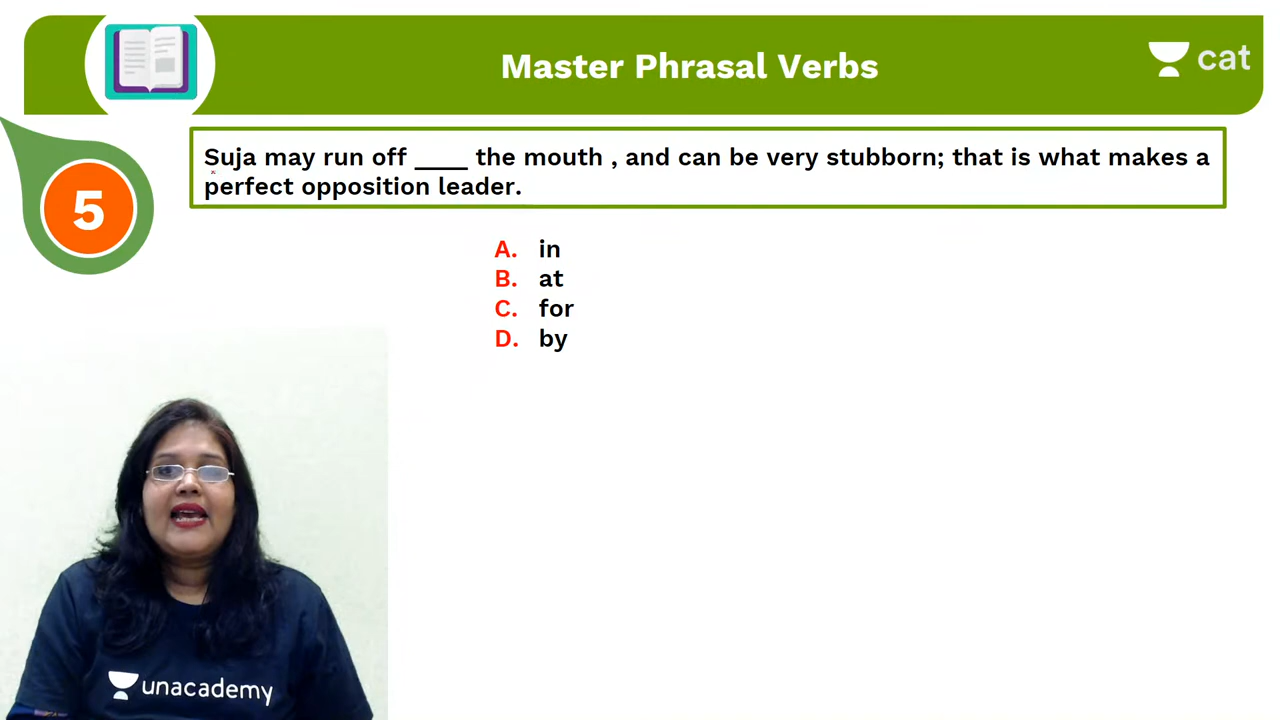 Master Phrasal Verbs
cat
5
Suja may run off ____ the mouth , and can be very stubborn; that is what makes a
perfect opposition leader.
A. in
B. at
C. for
D. by
unacademy